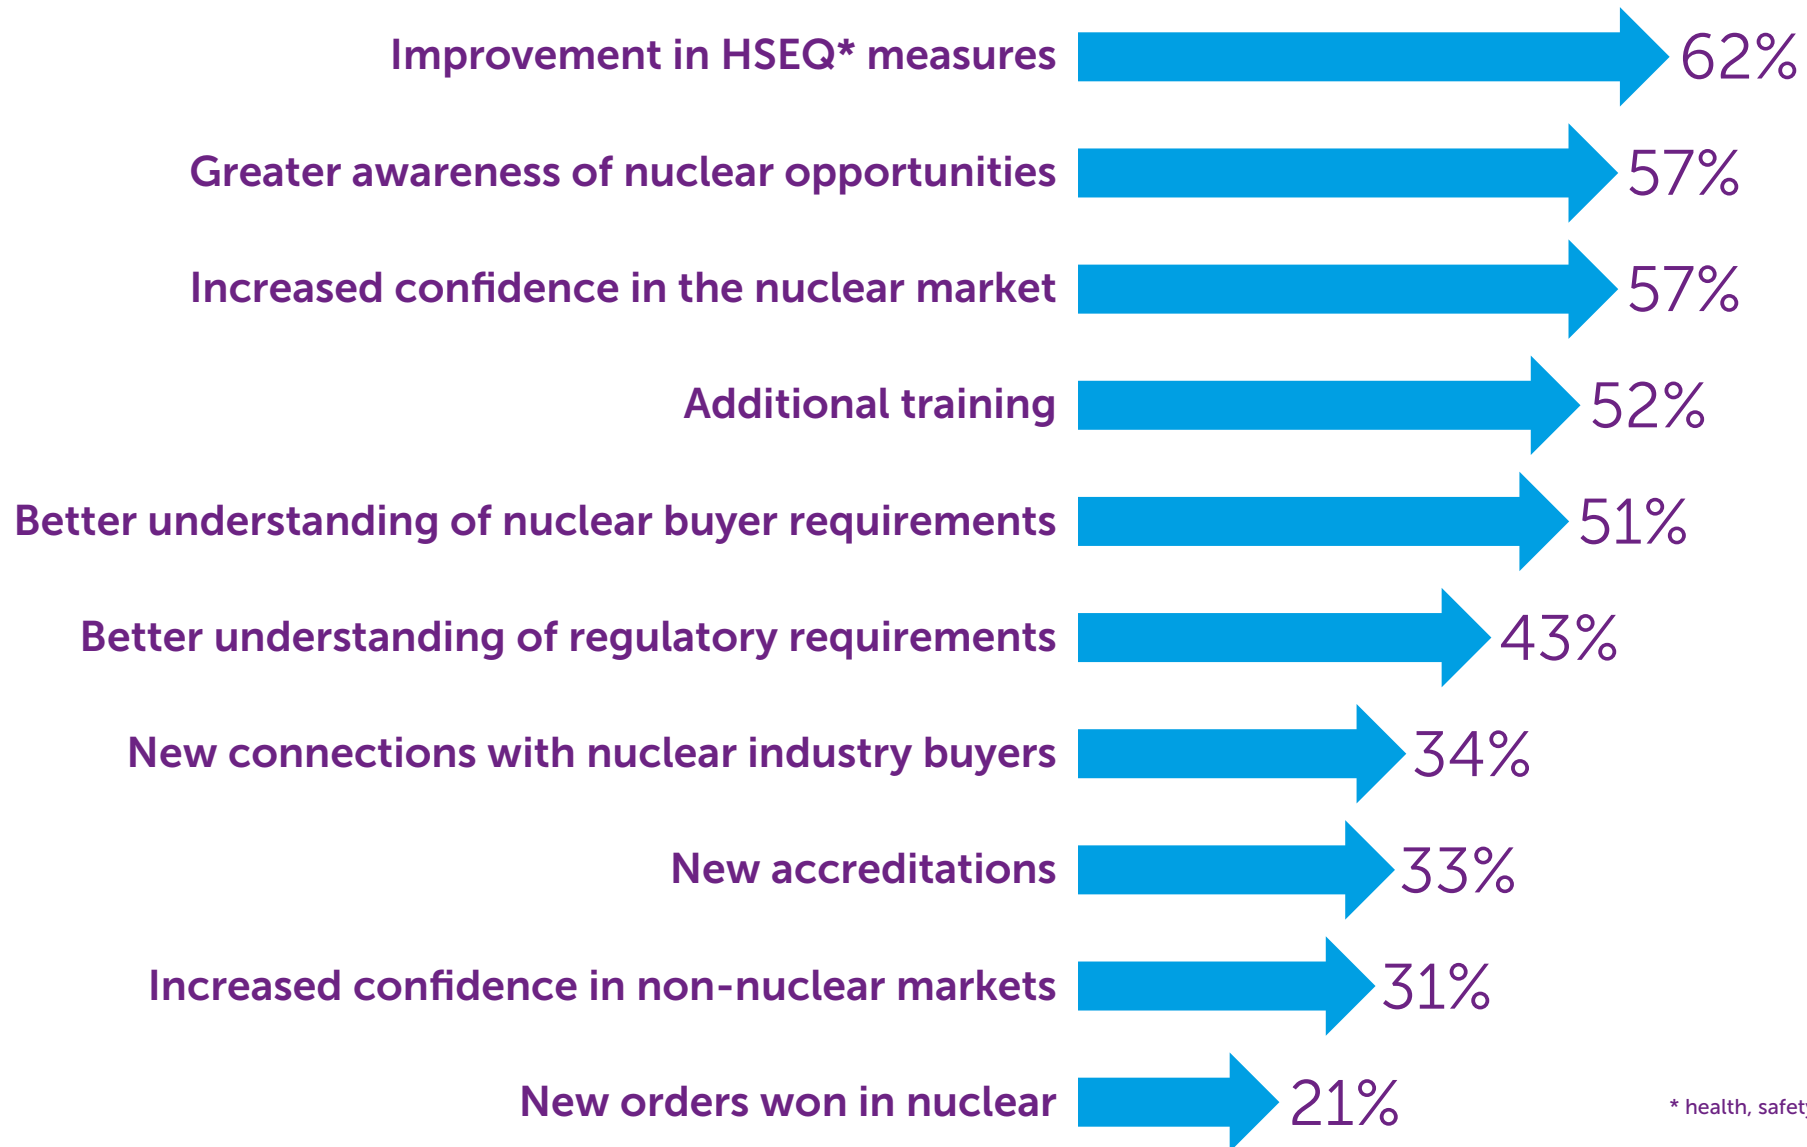 Improvement in HSEQ* measures 62%
Greater awareness of nuclear opportunities 57%
Increased confidence in the nuclear market 57%
Additional training 52%
Better understanding of nuclear buyer requirements 51%
Better understanding of regulatory requirements 43%
New connections with nuclear industry buyers 34%
New accreditations 33%
Increased confidence in non-nuclear markets 31%
New orders won in nuclear 21%
* health,